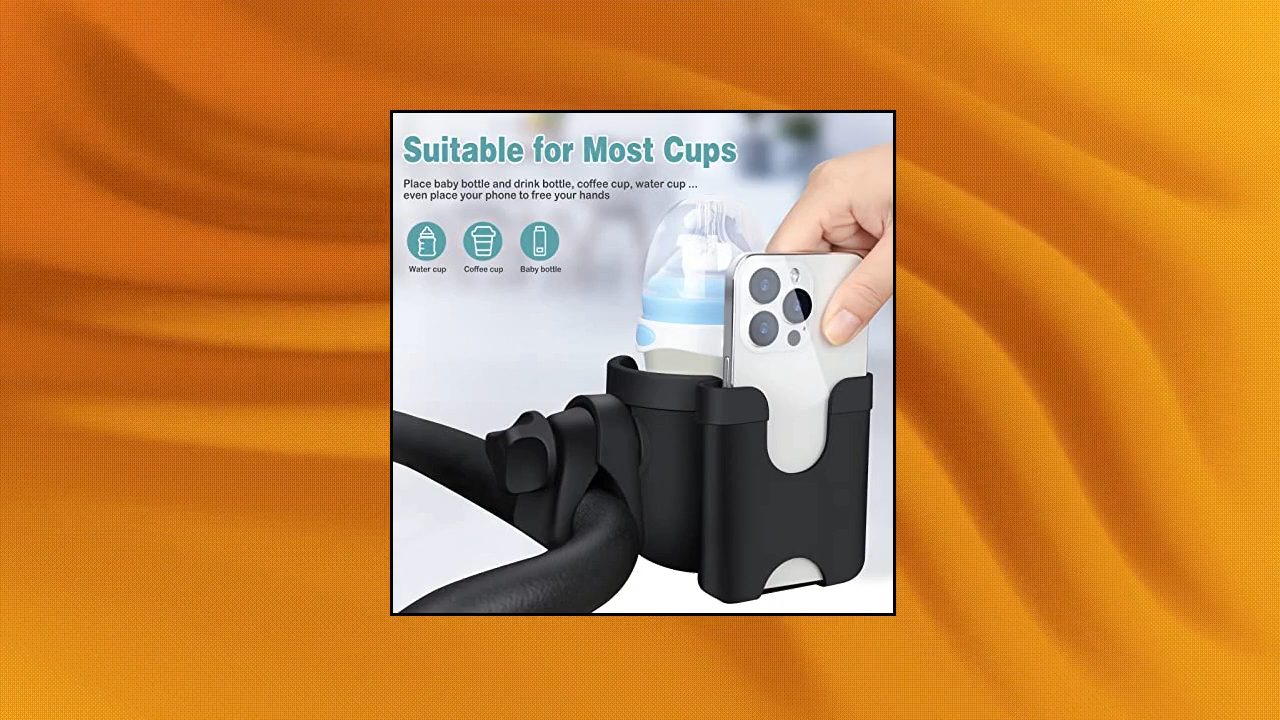 Suitable for Most Cups
Place baby bottle and drink bottle, coffee cup, water cup ...
even place your phone to free your hands
Water cup
Coffee cup
Baby bottle